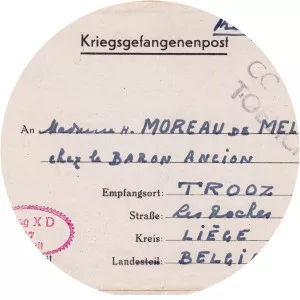 Kriegsgefangenenpost
An Madame H. MOREAU DE MEL
chez le BARON ANCION
Empfangsort: TROOZ
Straße: Les Roches
Kreis: LIÈGE
Landesteil: BELGI
X D
7